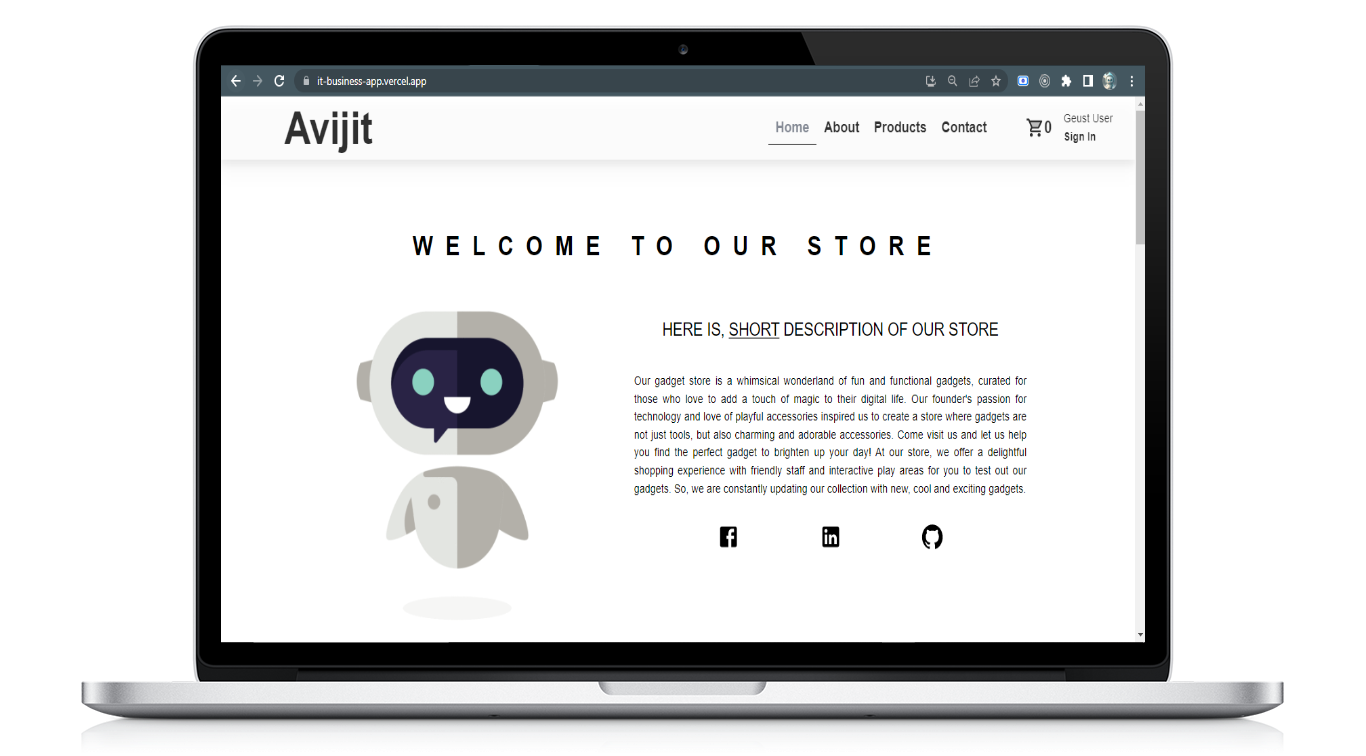 it-business-app.vercel.app
Avijit
Home About Products Contact 0 Geust User
Sign In
WELCOME TO OUR STORE
HERE IS, SHORT DESCRIPTION OF OUR STORE
Our gadget store is a whimsical wonderland of fun and functional gadgets, curated for
those who love to add a touch of magic to their digital life. Our founder's passion for
technology and love of playful accessories inspired us to create a store where gadgets are
not just tools, but also charming and adorable accessories. Come visit us and let us help
you find the perfect gadget to brighten up your day! At our store, we offer a delightful
shopping experience with friendly staff and interactive play areas for you to test out our
gadgets. So, we are constantly updating our collection with new, cool and exciting gadgets.